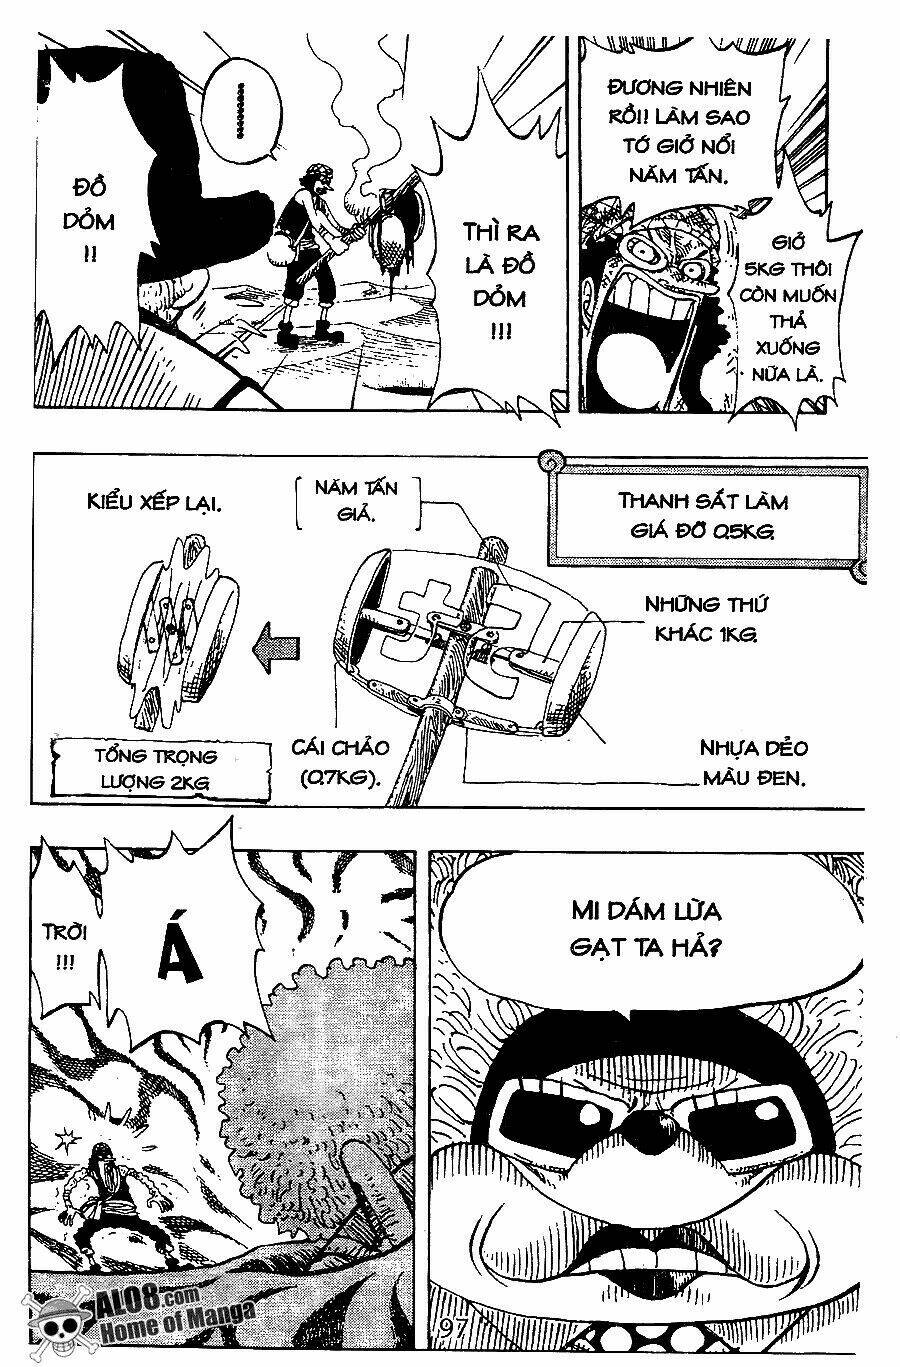 ĐƯƠNG NHIÊN
RỒI! LÀM SAO
TỚ GIỞ NỔI
NĂM TẤN.
GIỞ
5KG THÔI
CÒN MUỐN
THẢ
XUỐNG
NỮA LÀ.
THÌ RA
LÀ ĐỒ
DỎM
!!!
.........
ĐỒ
DỎM
!!
THANH SẮT LÀM
GIÁ ĐỠ 0.5KG.
NĂM TẤN
GIẢ.
KIỂU XẾP LẠI.
NHỮNG THỨ
KHÁC 1KG.
NHỰA DẺO
MÀU ĐEN.
CÁI CHẢO
(0.7KG).
TỔNG TRỌNG
LƯỢNG 2KG
5t
MI DÁM LỪA
GẠT TA HẢ?
Á
TRỜI
!!!
97
ALO8.com
Home of Manga